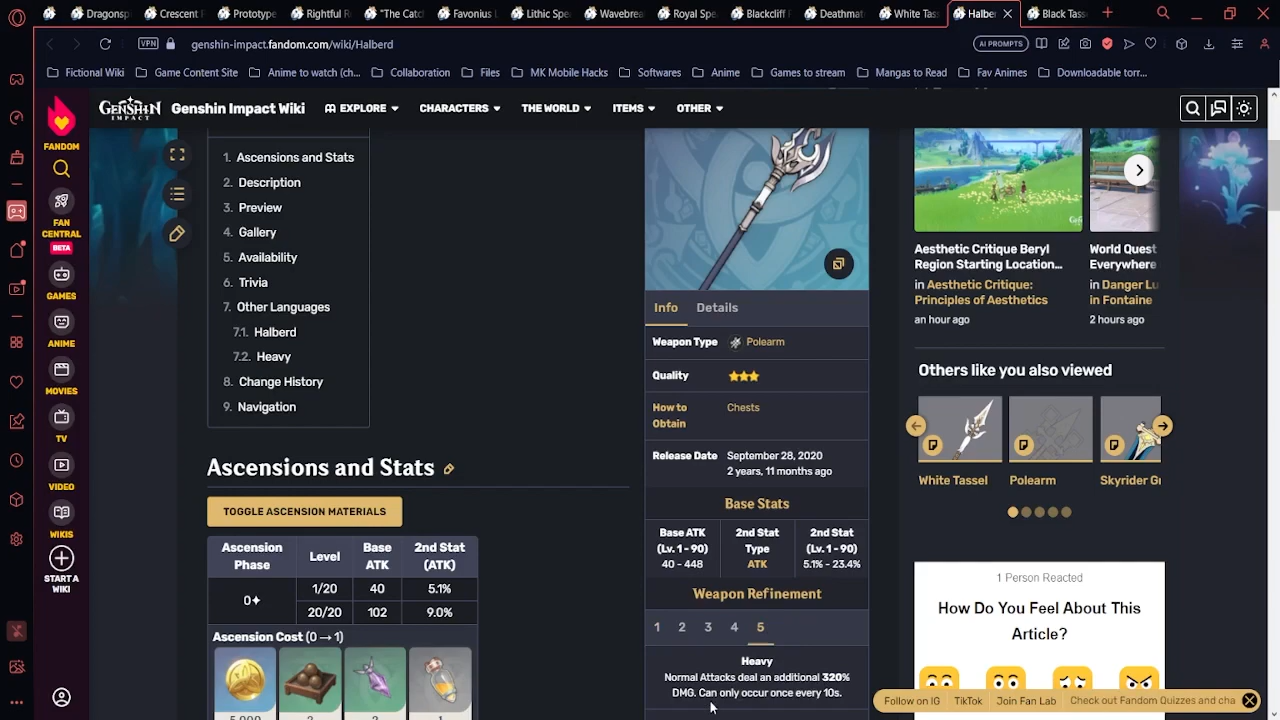 Dragonspi
Crescent P
Prototype
Rightful R
"The Catch
Favonius L
Lithic Spe
Wavebrea
Royal Spe
Blackcliff
Deathmat
White Tass
Halber
Black Tass
VPN
genshin-impact.fandom.com/wiki/Halberd
AI PROMPTS
Fictional Wiki
Game Content Site
Anime to watch (ch...
Collaboration
Files
MK Mobile Hacks
Softwares
Anime
Games to stream
Mangas to Read
Fav Animes
Downloadable torr...
GENSHIN
IMPACT
Genshin Impact Wiki
EXPLORE
CHARACTERS
THE WORLD
ITEMS
OTHER
FANDOM
FAN
CENTRAL
BETA
GAMES
ANIME
MOVIES
TV
VIDEO
WIKIS
START A
WIKI
1. Ascensions and Stats
2. Description
3. Preview
4. Gallery
5. Availability
6. Trivia
7. Other Languages
7.1. Halberd
7.2. Heavy
8. Change History
9. Navigation
Ascensions and Stats
TOGGLE ASCENSION MATERIALS
Ascension Phase Level Base ATK 2nd Stat (ATK)
0✦ 1/20 40 5.1%
20/20 102 9.0%
Ascension Cost (0 → 1)
Info Details
Weapon Type Polearm
Quality
How to Obtain Chests
Release Date September 28, 2020
2 years, 11 months ago
Base Stats
Base ATK (Lv. 1 - 90) 2nd Stat Type 2nd Stat (Lv. 1 - 90)
40 - 448 ATK 5.1% - 23.4%
Weapon Refinement
1 2 3 4 5
Heavy
Normal Attacks deal an additional 320%
DMG. Can only occur once every 10s.
Aesthetic Critique Beryl
Region Starting Location...
in Aesthetic Critique:
Principles of Aesthetics
an hour ago
World Quest
Everywhere
in Danger Lu
in Fontaine
2 hours ago
Others like you also viewed
White Tassel
Polearm
Skyrider Gr
1 Person Reacted
How Do You Feel About This
Article?
Follow on IG
TikTok
Join Fan Lab
Check out Fandom Quizzes and cha